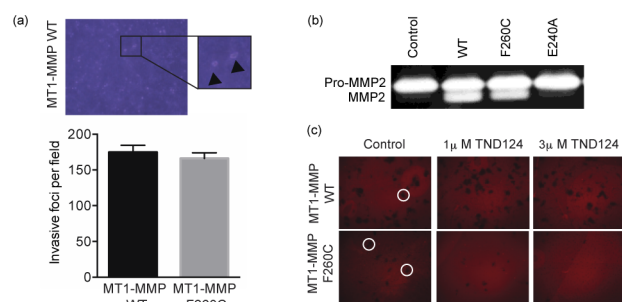 (a)
MT1-MMP WT
Invasive foci per field
200
150
100
50
0
MT1-MMP
MT1-MMP
(b)
Control
WT
F260C
E240A
Pro-MMP2
MMP2
(c)
Control
1μ M TND124
3μ M TND124
MT1-MMP
WT
MT1-MMP
F260C